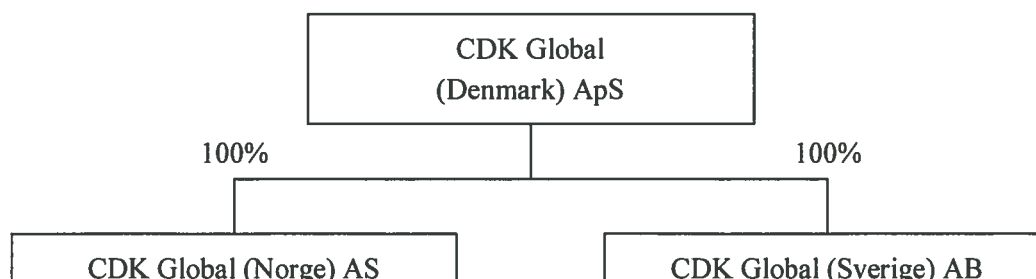 CDK Global
(Denmark) ApS
100%
100%
CDK Global (Norge) AS
CDK Global (Sverige) AB